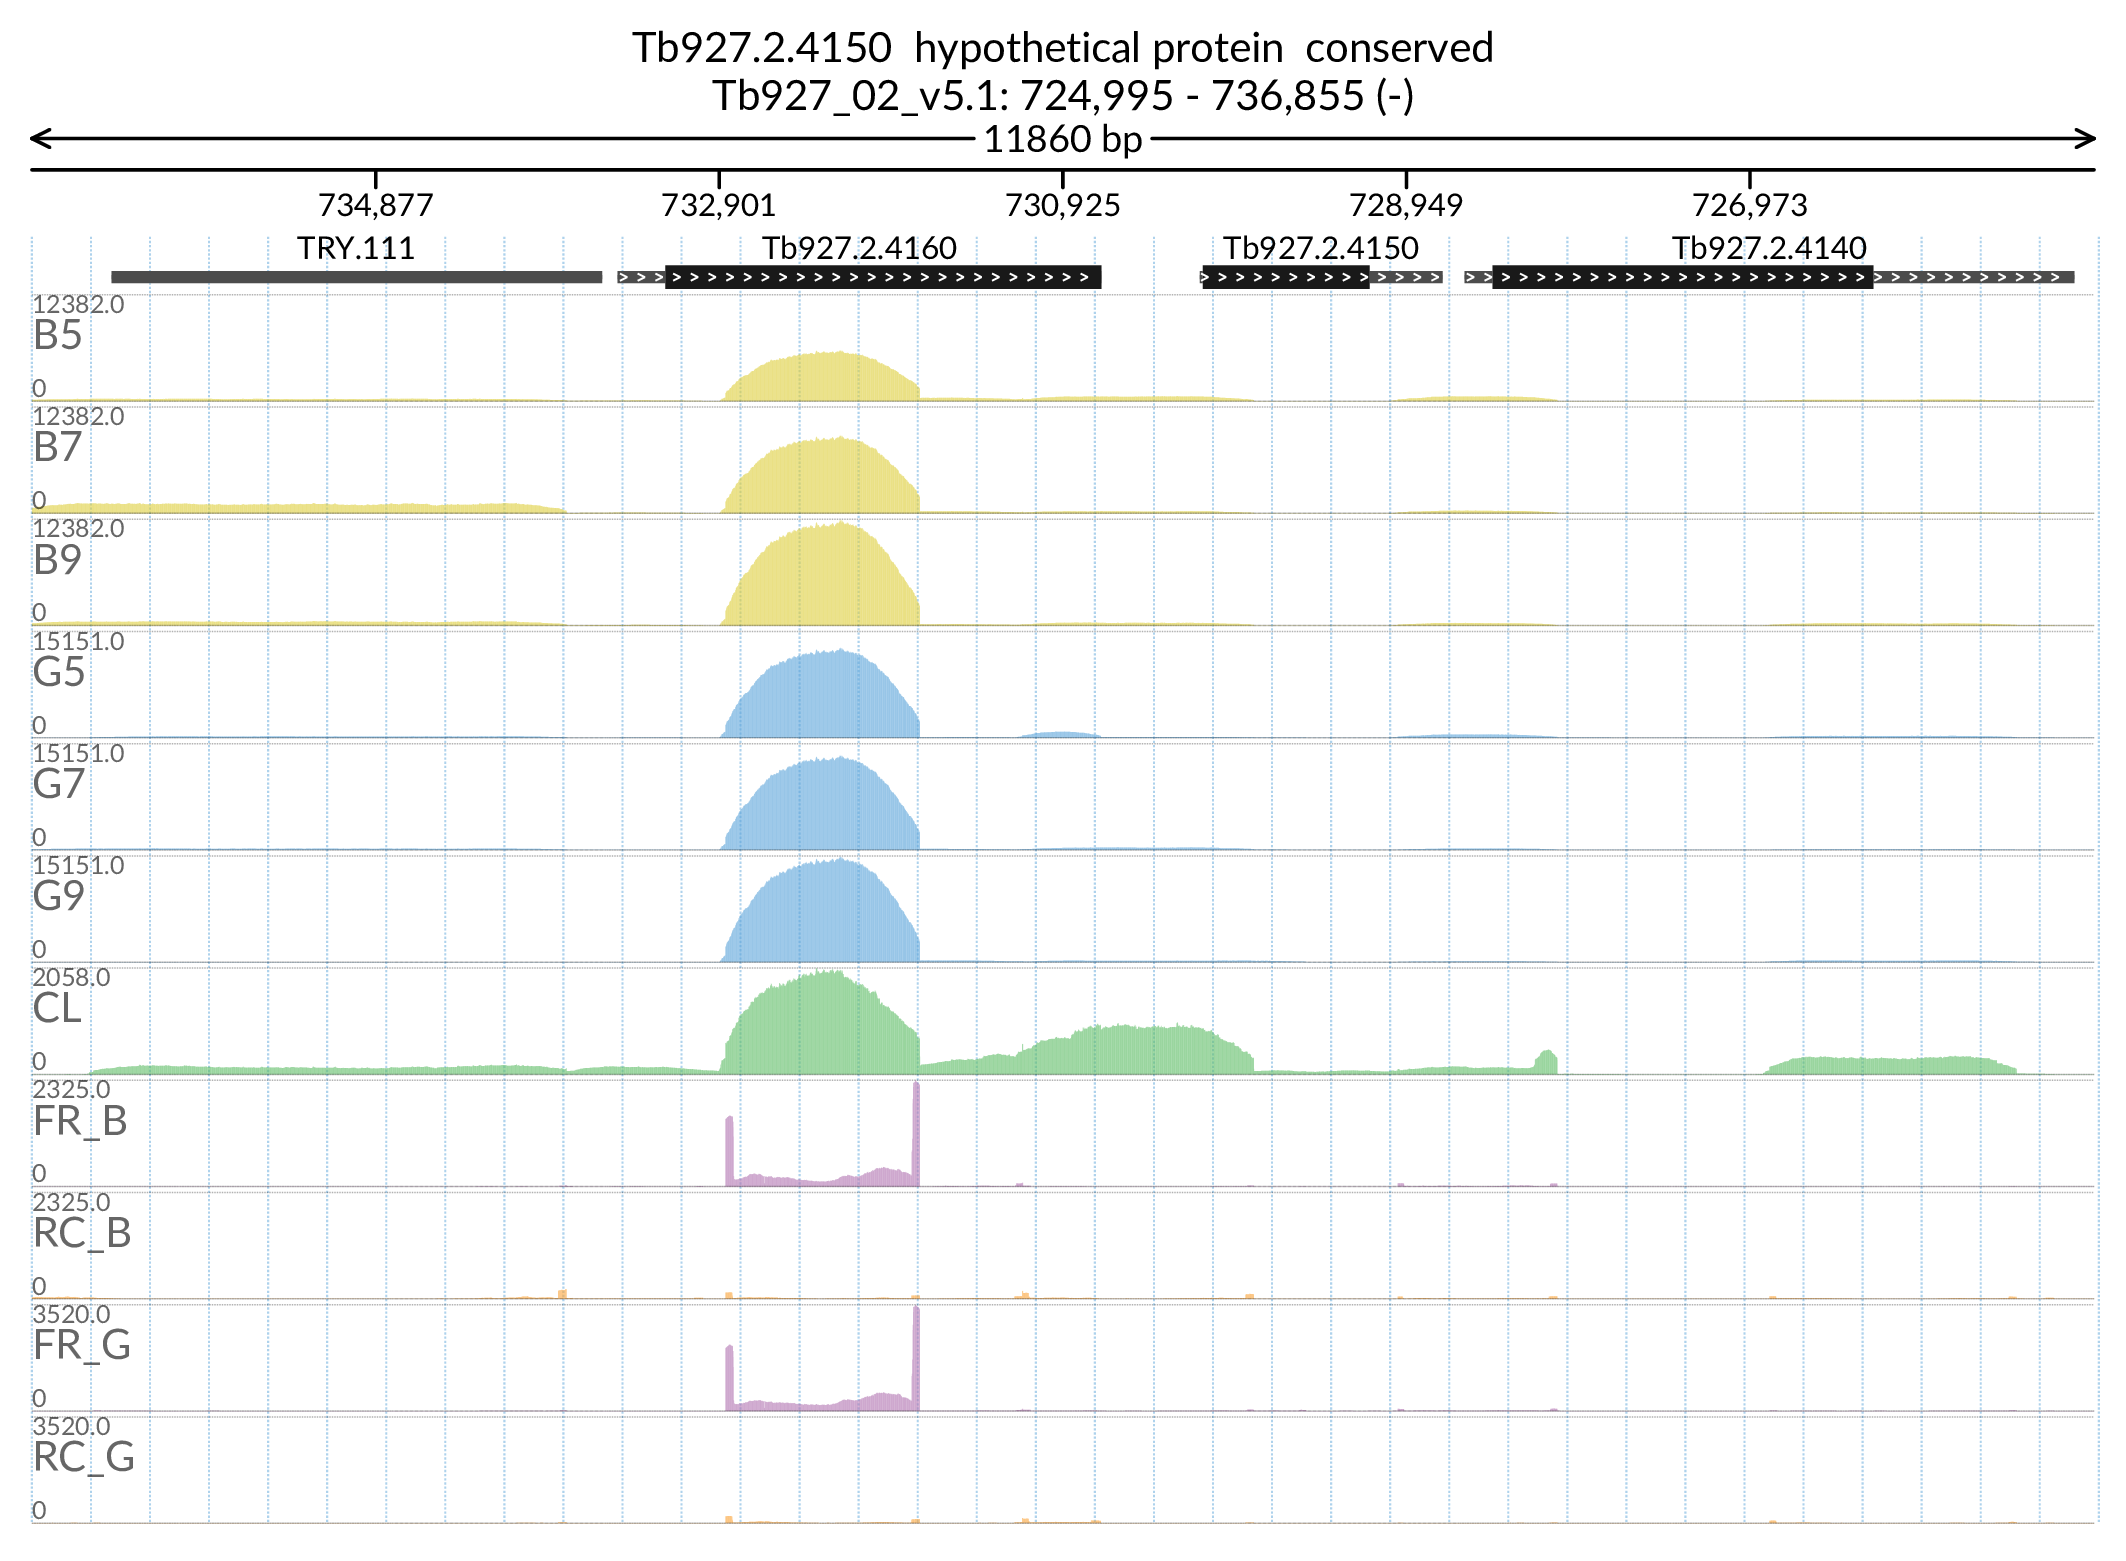 Tb927.2.4150 hypothetical protein conserved
Tb927_02_v5.1: 724,995 - 736,855 (-)
11860 bp
734,877 732,901 730,925 728,949 726,973
TRY.111 Tb927.2.4160 Tb927.2.4150 Tb927.2.4140
12382.0
B5
0
12382.0
B7
0
12382.0
B9
0
15151.0
G5
0
15151.0
G7
0
15151.0
G9
0
2058.0
CL
0
2325.0
FR_B
0
2325.0
RC_B
0
3520.0
FR_G
0
3520.0
RC_G
0